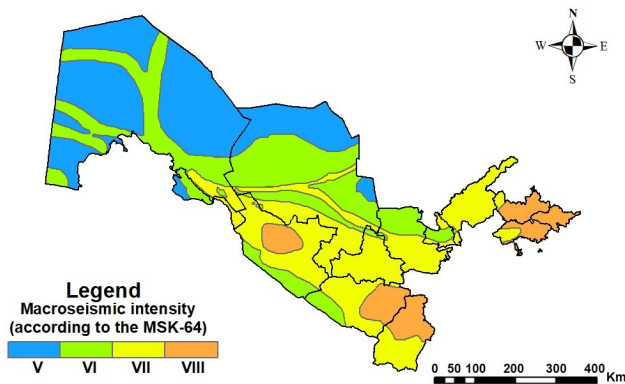 N
W E
S
Legend
Macroseismic intensity
(according to the MSK-64)
V VI VII VIII
0 50 100 200 300 400
Km